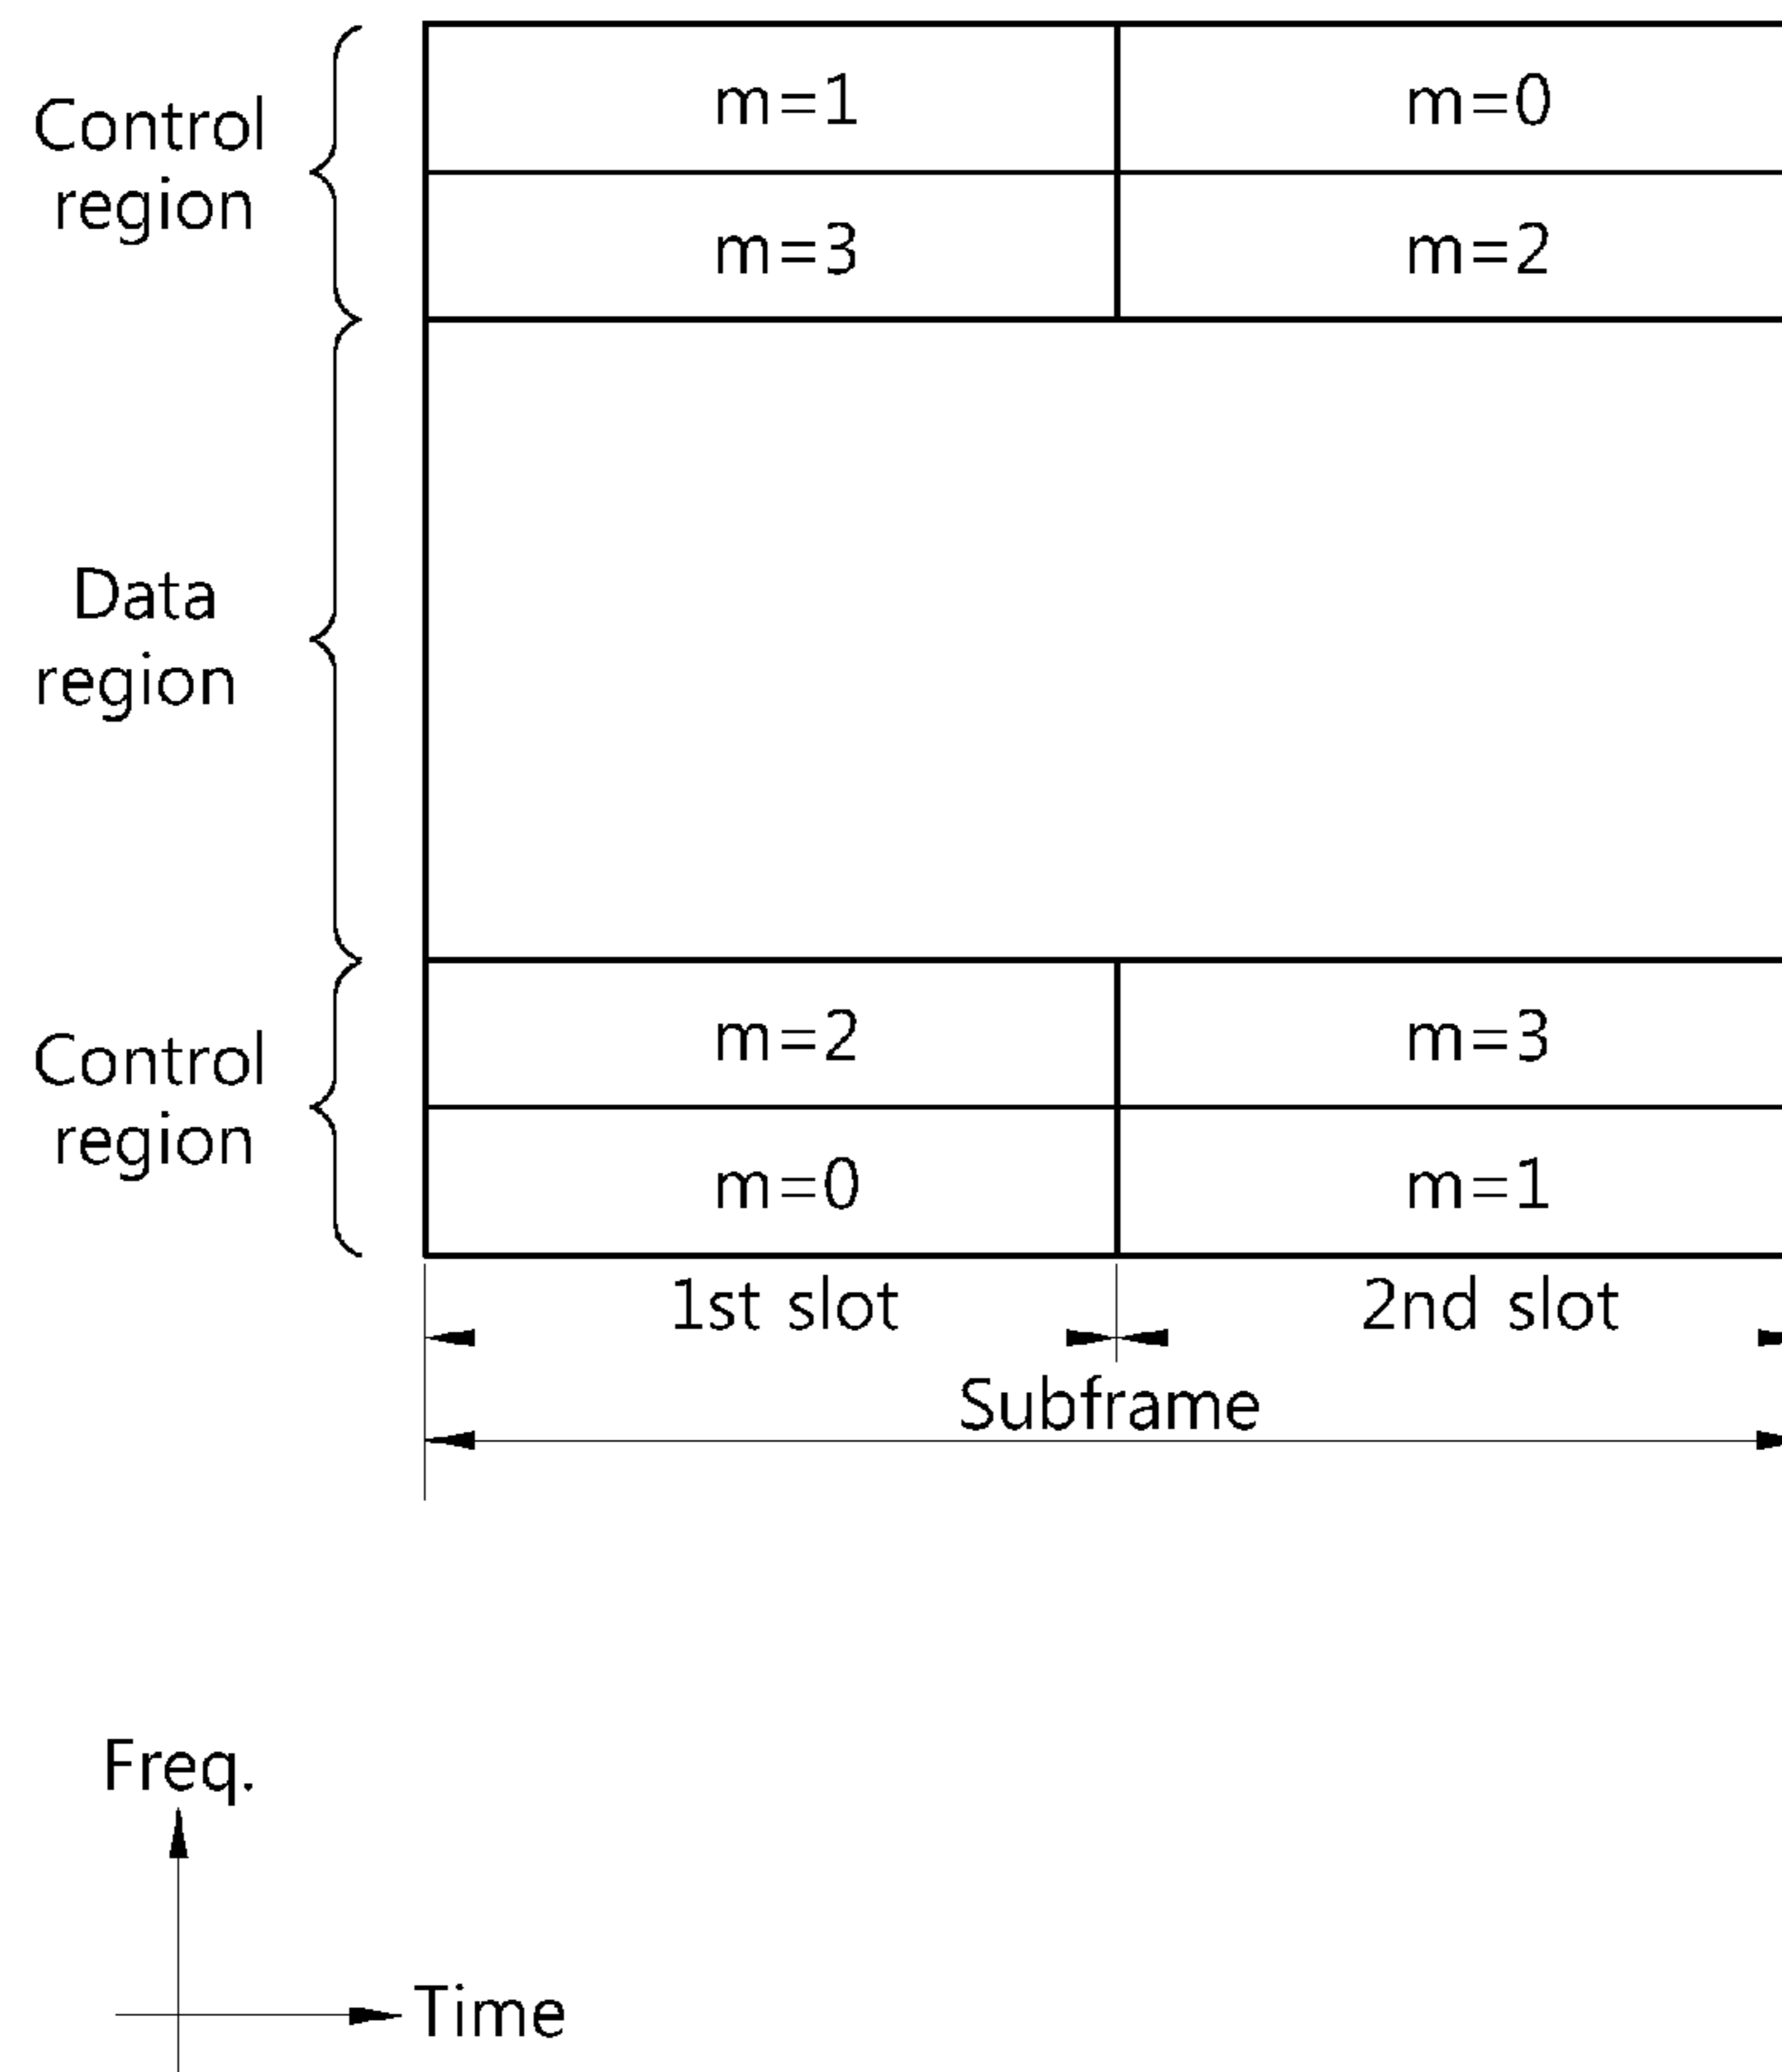 Control
region
m=1
m=0
m=3
m=2
Data
region
Control
region
m=2
m=3
m=0
m=1
1st slot
2nd slot
Subframe
Freq.
Time